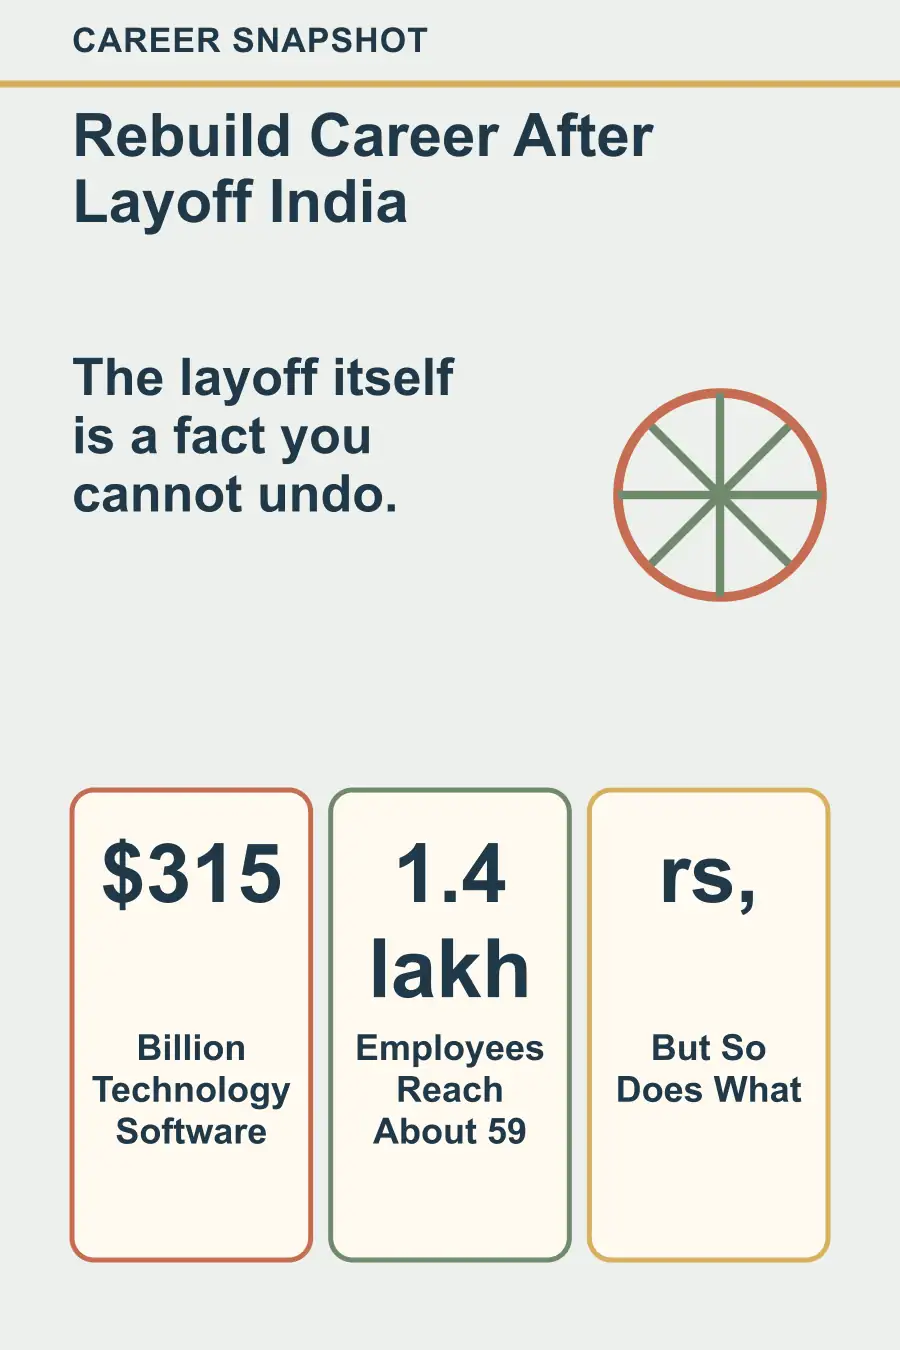 CAREER SNAPSHOT
Rebuild Career After
Layoff India
The layoff itself
is a fact you
cannot undo.
$315
Billion
Technology
Software
1.4
lakh
Employees
Reach
About 59
rs,
But So
Does What